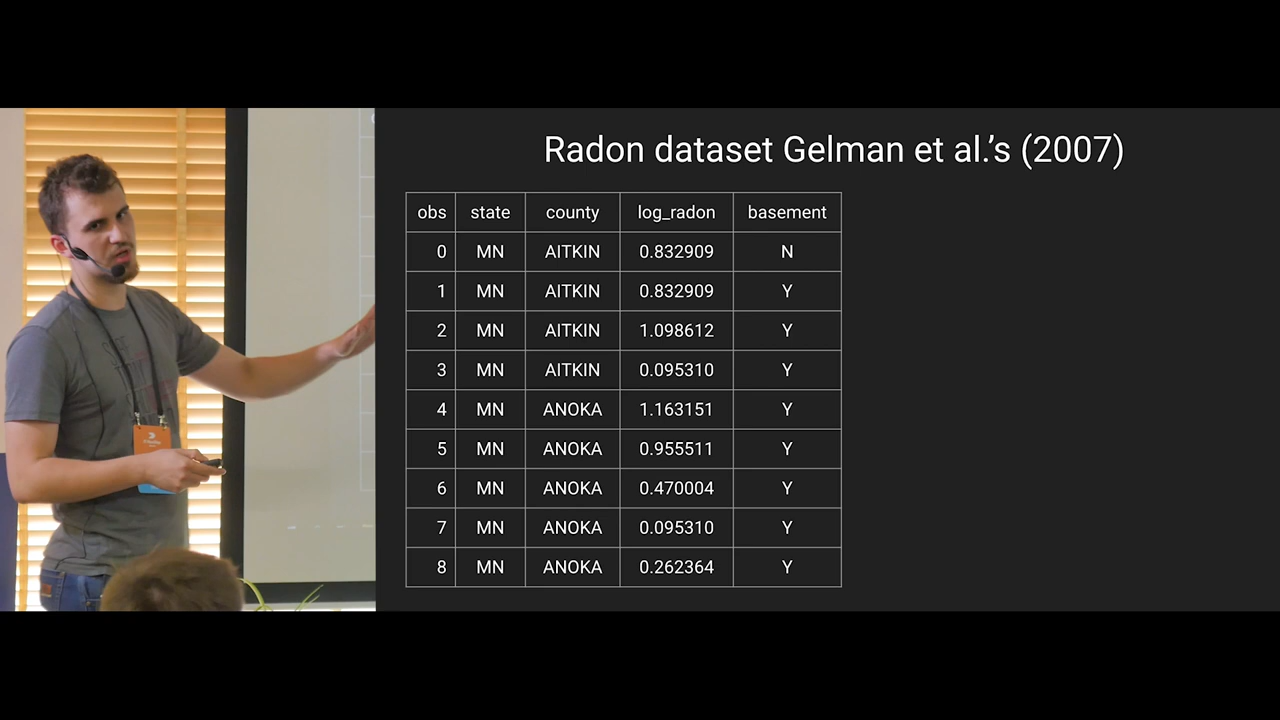 Radon dataset Gelman et al.’s (2007)
obs state county log_radon basement
0 MN AITKIN 0.832909 N
1 MN AITKIN 0.832909 Y
2 MN AITKIN 1.098612 Y
3 MN AITKIN 0.095310 Y
4 MN ANOKA 1.163151 Y
5 MN ANOKA 0.955511 Y
6 MN ANOKA 0.470004 Y
7 MN ANOKA 0.095310 Y
8 MN ANOKA 0.262364 Y